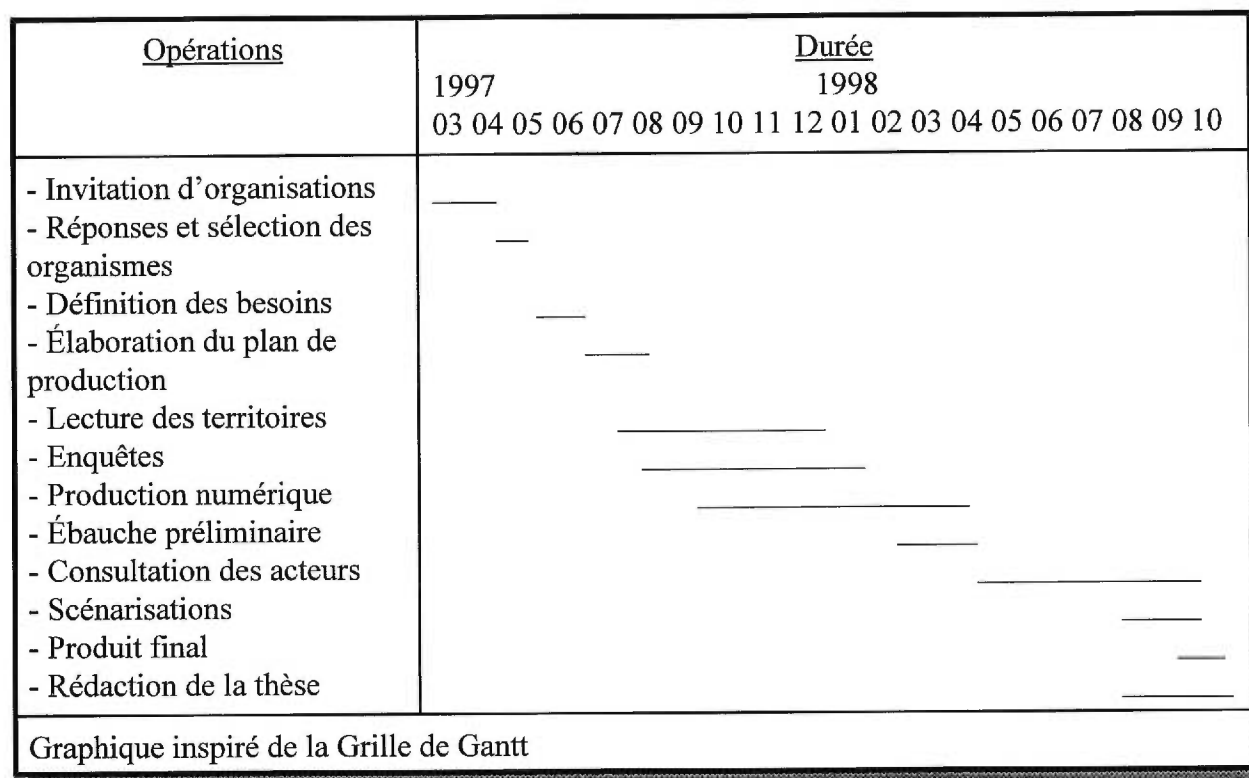 Opérations
Durée
1997 1998
03 04 05 06 07 08 09 10 11 12 01 02 03 04 05 06 07 08 09 10
- Invitation d'organisations
- Réponses et sélection des
organismes
- Définition des besoins
- Élaboration du plan de
production
- Lecture des territoires
- Enquêtes
- Production numérique
- Ébauche préliminaire
- Consultation des acteurs
- Scénarisations
- Produit final
- Rédaction de la thèse
Graphique inspiré de la Grille de Gantt